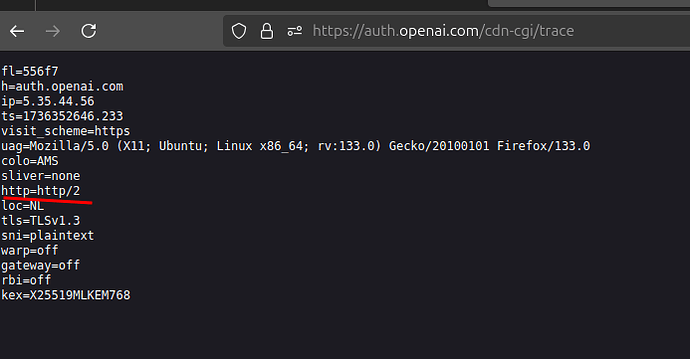 https://auth.openai.com/cdn-cgi/trace
fl=556f7
h=auth.openai.com
ip=5.35.44.56
ts=1736352646.233
visit_scheme=https
uag=Mozilla/5.0 (X11; Ubuntu; Linux x86_64; rv:133.0) Gecko/20100101 Firefox/133.0
colo=AMS
sliver=none
http=http/2
loc=NL
tls=TLSv1.3
sni=plaintext
warp=off
gateway=off
rbi=off
kex=X25519MLKEM768